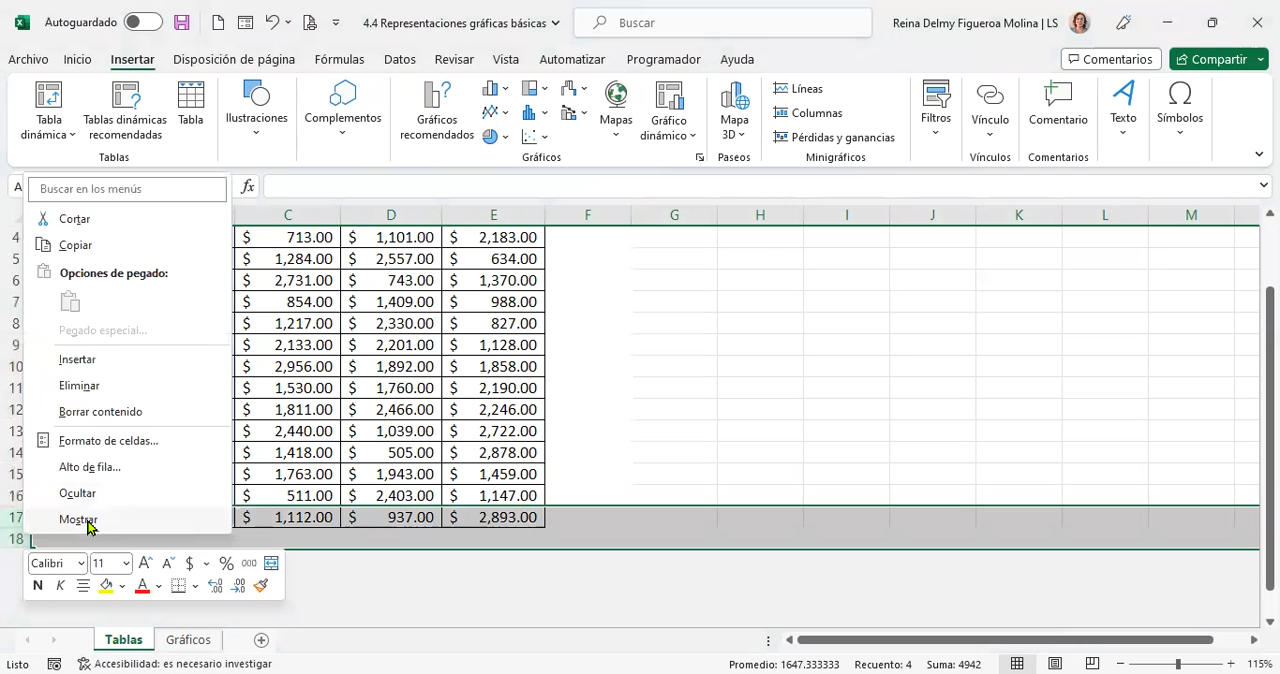 Autoguardado
4.4 Representaciones gráficas básicas
Buscar
Reina Delmy Figueroa Molina | LS
Archivo Inicio Insertar Disposición de página Fórmulas Datos Revisar Vista Automatizar Programador Ayuda
Comentarios
Compartir
Tabla dinámica
Tablas dinámicas recomendadas
Tabla
Tablas
Ilustraciones
Complementos
Gráficos recomendados
Mapas
Gráfico dinámico
Gráficos
Mapa 3D
Paseos
Líneas
Columnas
Pérdidas y ganancias
Minigráficos
Filtros
Vínculo
Vínculos
Comentario
Comentarios
Texto
Símbolos
A
fx
Buscar en los menús
Cortar
Copiar
Opciones de pegado:
Pegado especial...
Insertar
Eliminar
Borrar contenido
Formato de celdas...
Alto de fila...
Ocultar
Mostrar
C D E F G H I J K L M
4 $ 713.00 $ 1,101.00 $ 2,183.00
5 $ 1,284.00 $ 2,557.00 $ 634.00
6 $ 2,731.00 $ 743.00 $ 1,370.00
7 $ 854.00 $ 1,409.00 $ 988.00
8 $ 1,217.00 $ 2,330.00 $ 827.00
9 $ 2,133.00 $ 2,201.00 $ 1,128.00
10 $ 2,956.00 $ 1,892.00 $ 1,858.00
11 $ 1,530.00 $ 1,760.00 $ 2,190.00
12 $ 1,811.00 $ 2,466.00 $ 2,246.00
13 $ 2,440.00 $ 1,039.00 $ 2,722.00
14 $ 1,418.00 $ 505.00 $ 2,878.00
15 $ 1,763.00 $ 1,943.00 $ 1,459.00
16 $ 511.00 $ 2,403.00 $ 1,147.00
17 $ 1,112.00 $ 937.00 $ 2,893.00
18
Calibri 11 A A $ % 000
N K A
Tablas Gráficos
Listo
Accesibilidad: es necesario investigar
Promedio: 1647.333333 Recuento: 4 Suma: 4942
115%